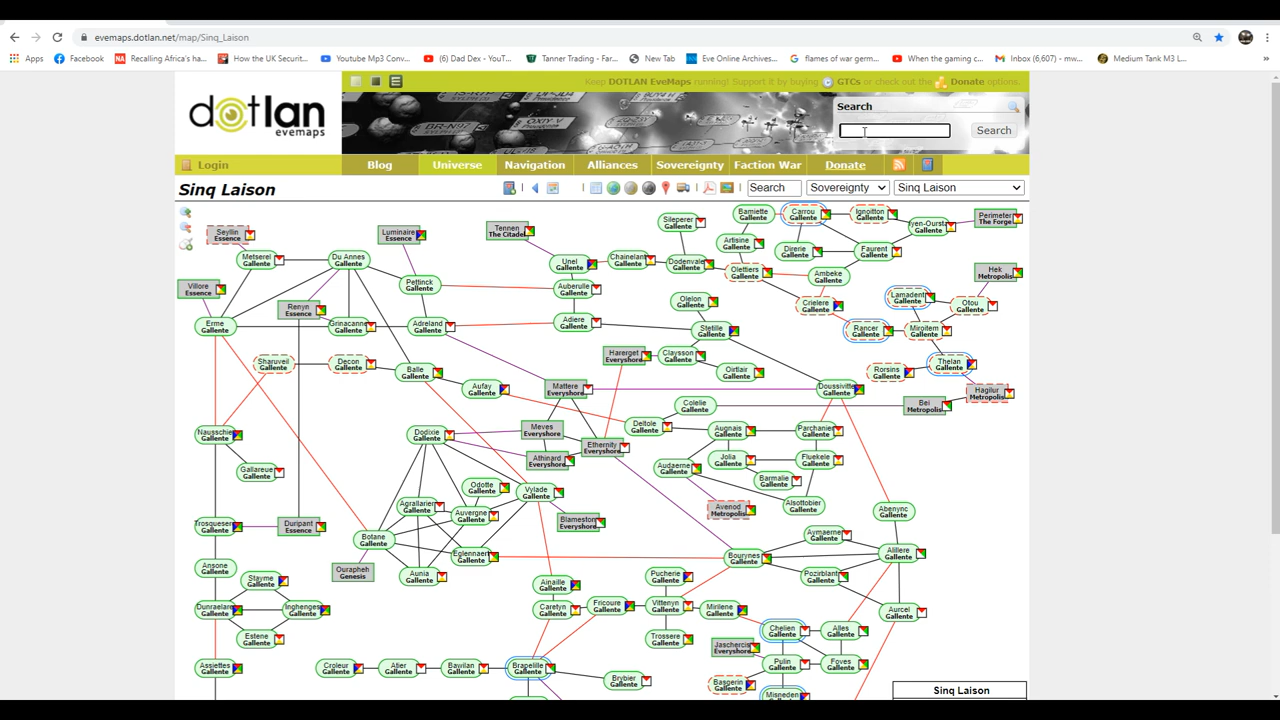 evemaps.dotlan.net/map/Sinq_Laison
Apps Facebook Recalling Africa's ha... How the UK Securit... Youtube Mp3 Conv... (6) Dad Dex - YouT... Tanner Trading - Far... New Tab Eve Online Archives... flames of war germ... When the gaming c... Inbox (6,607) - mw... Medium Tank M3 L...
Keep DOTLAN EveMaps running! Support it by buying GTCs or check out the Donate options.
dotlan
evemaps
Search
Search
Login Blog Universe Navigation Alliances Sovereignty Faction War Donate
Sinq Laison Search Sovereignty Sinq Laison
Bamiette Gallente
Carrou Gallente
Ignoitton Gallente
Perimeter The Forge
Sileperer Gallente
Seyllin Essence
Luminaire Essence
Tennen The Citadel
Artisine Gallente
Direrie Gallente
Faurent Gallente
Metserel Gallente
Du Annes Gallente
Unel Gallente
Chainelant Gallente
Dodenvale Gallente
Olettiers Gallente
Ambeke Gallente
Hek Metropolis
Villore Essence
Pettinck Gallente
Auberulle Gallente
Olelon Gallente
Crielere Gallente
Lamadent Gallente
Otou Gallente
Renyn Essence
Erme Gallente
Grinacanne Gallente
Adreland Gallente
Adiere Gallente
Stetille Gallente
Rancer Gallente
Miroitem Gallente
Sharuveil Gallente
Decon Gallente
Balle Gallente
Harerget Everyshore
Claysson Gallente
Oirtlair Gallente
Rorsins Gallente
Thelan Gallente
Aufay Gallente
Mattere Everyshore
Doussivitte Gallente
Hagilur Metropolis
Colelie Gallente
Bei Metropolis
Nausschie Gallente
Dodixie Gallente
Meves Everyshore
Deltole Gallente
Augnais Gallente
Parchanier Gallente
Ethernity Everyshore
Athinard Everyshore
Gallareue Gallente
Audaerne Gallente
Jolia Gallente
Fluekele Gallente
Barmalie Gallente
Odotte Gallente
Vylade Gallente
Agrallarier Gallente
Auvergne Gallente
Avenod Metropolis
Alsottobier Gallente
Abenync Gallente
Trosquesere Gallente
Duripant Essence
Blameston Everyshore
Botane Gallente
Aymaerne Gallente
Eglennaert Gallente
Bourynes Gallente
Alillere Gallente
Ansone Gallente
Ourapheh Genesis
Aunia Gallente
Pucherie Gallente
Pozirblant Gallente
Stayme Gallente
Ainaille Gallente
Dunraelare Gallente
Inghenges Gallente
Caretyn Gallente
Fricoure Gallente
Vittenyn Gallente
Mirilene Gallente
Aurcel Gallente
Estene Gallente
Trossere Gallente
Chelien Gallente
Alles Gallente
Jaschercis Everyshore
Assiettes Gallente
Croleur Gallente
Atier Gallente
Bavrilan Gallente
Brapelille Gallente
Pulin Gallente
Foves Gallente
Brybier Gallente
Basgerin Gallente
Misneden Gallente
Sinq Laison